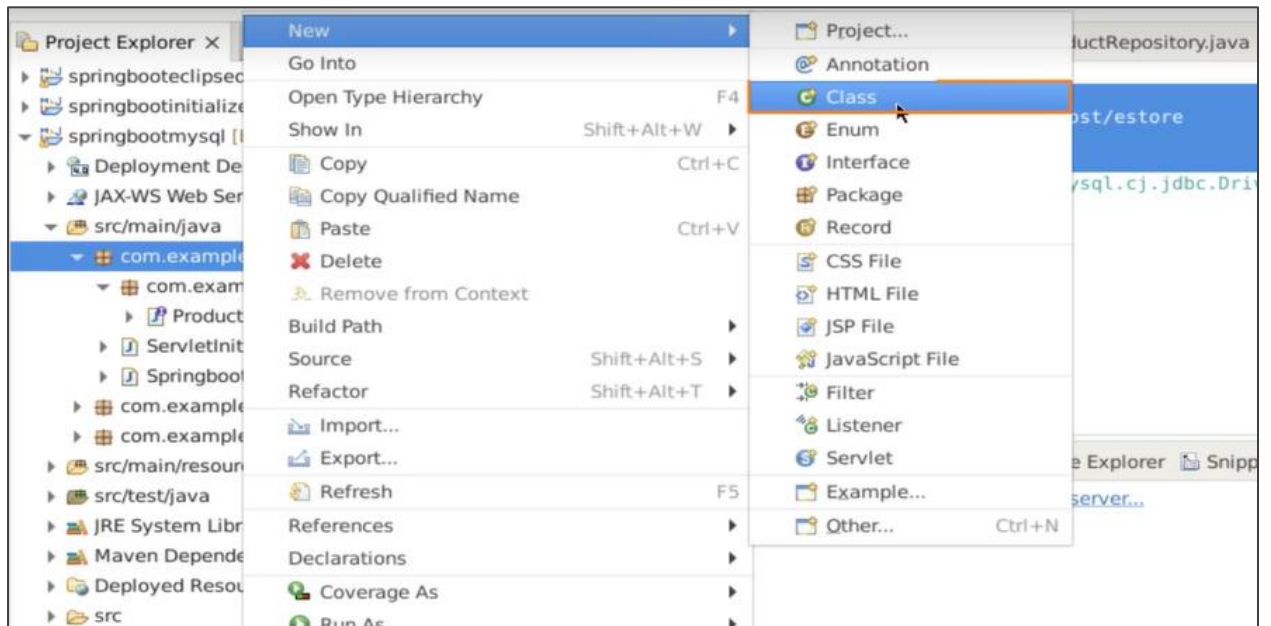 Project Explorer ×
springbooteclipsec
springbootinitialize
springbootmysql [
Deployment De
JAX-WS Web Ser
src/main/java
com.example
com.exam
Product
ServletInit
Springboot
com.example
com.example
src/main/resour
src/test/java
JRE System Libr
Maven Depende
Deployed Resou
src
New
Go Into
Open Type Hierarchy F4
Show In Shift+Alt+W
Copy Ctrl+C
Copy Qualified Name
Paste Ctrl+V
Delete
Remove from Context
Build Path
Source Shift+Alt+S
Refactor Shift+Alt+T
Import...
Export...
Refresh F5
References
Declarations
Coverage As
Run As
Project...
Annotation
Class
Enum
Interface
Package
Record
CSS File
HTML File
JSP File
JavaScript File
Filter
Listener
Servlet
Example...
Other... Ctrl+N
ductRepository.java
ost/estore
ysql.cj.jdbc.Driv
e Explorer Snipp
server...